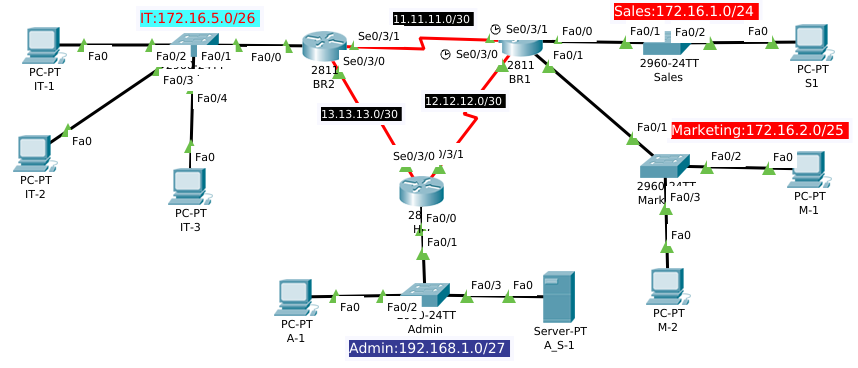 IT:172.16.5.0/26
11.11.11.0/30
Sales:172.16.1.0/24
Fa0
Fa0/2
Fa0/1
Fa0/0
Se0/3/1
Se0/3/1
Fa0/0
Fa0/1
Fa0/2
Fa0
PC-PT
IT-1
Fa0/3
Fa0/4
2811
BR2
Se0/3/0
Se0/3/0
2811
BR1
Fa0/1
2960-24TT
Sales
PC-PT
S1
13.13.13.0/30
12.12.12.0/30
Fa0
PC-PT
IT-2
Fa0
PC-PT
IT-3
Se0/3/0
0/3/1
Fa0/1
Marketing:172.16.2.0/25
Fa0/2
Fa0
2960-24TT
Mark
Fa0/3
PC-PT
M-1
28
Fa0/0
Fa0/1
Fa0
PC-PT
M-2
Fa0
Fa0/2
Fa0/3
Fa0
PC-PT
A-1
-24TT
Admin
Server-PT
A_S-1
Admin:192.168.1.0/27